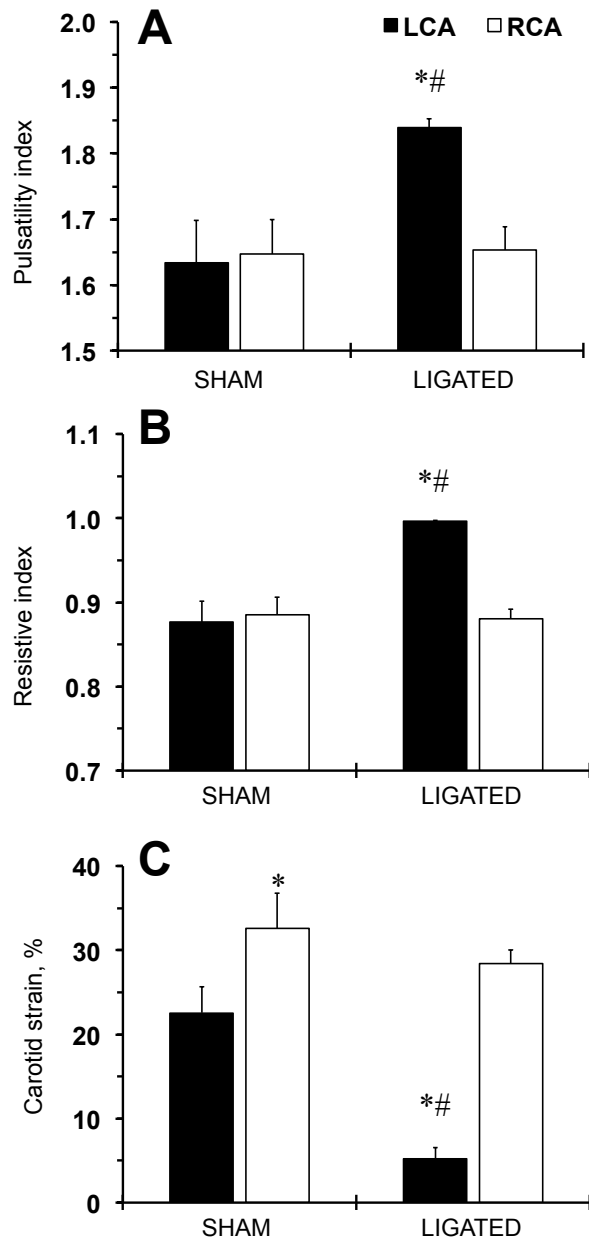 A
LCA RCA
2.0
1.9
1.8
1.7
1.6
1.5
Pulsatility index
*#
SHAM LIGATED
B
1.1
1.0
0.9
0.8
0.7
Resistive index
*#
SHAM LIGATED
C
40
30
20
10
0
Carotid strain, %
*
*#
SHAM LIGATED